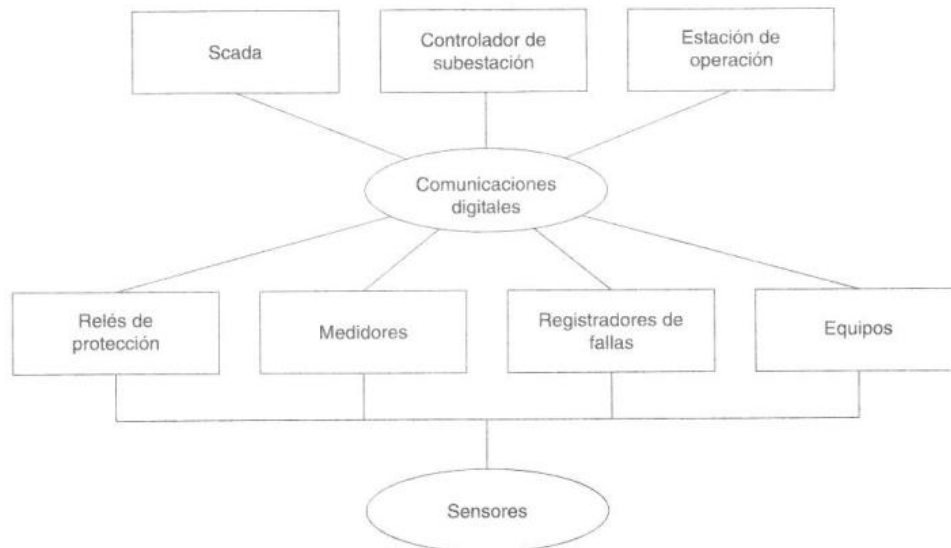 Scada
Controlador de
subestación
Estación de
operación
Comunicaciones
digitales
Relés de
protección
Medidores
Registradores de
fallas
Equipos
Sensores